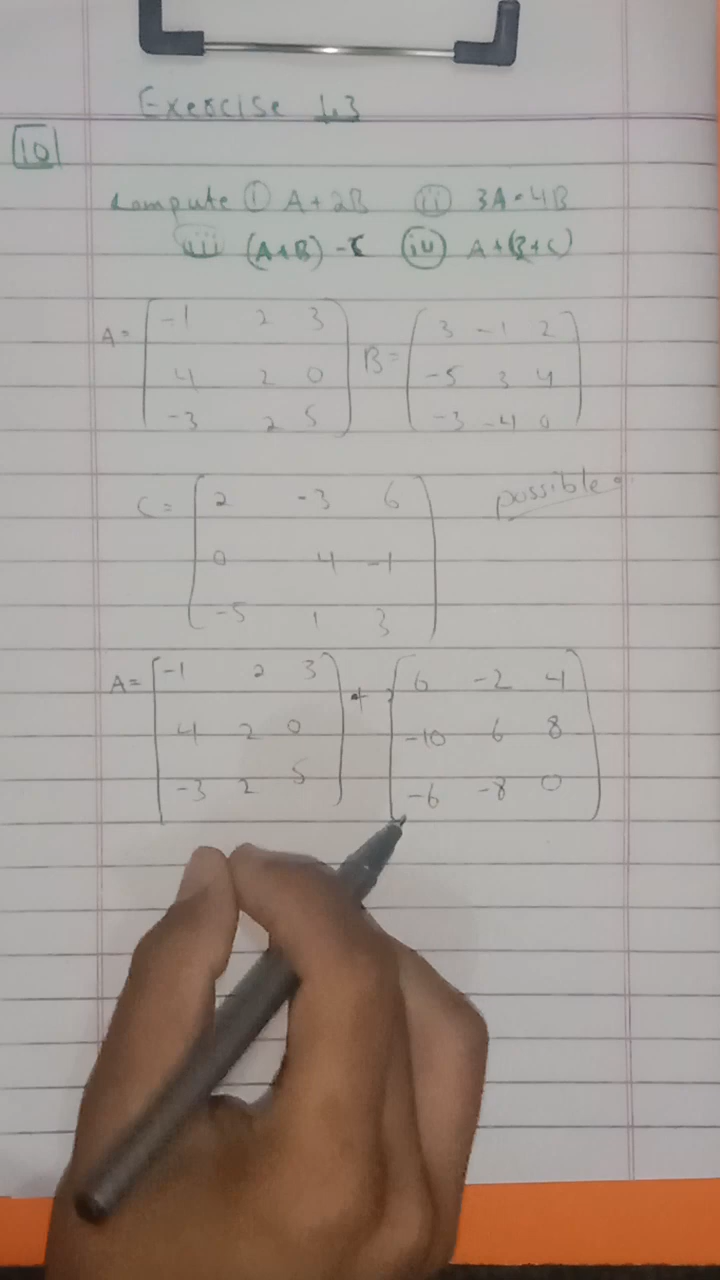 Exercise 1.3
10
Compute (i) A+2B (ii) 3A-4B
(iii) (A+B) -C (iv) A+(B+C)
A= [-1 2 3] B= [3 -1 2]
[4 2 0] [-5 3 4]
[-3 2 5] [-3 -4 0]
C= [2 -3 6] possible
[0 4 -1]
[-5 1 3]
A= [-1 2 3] + [6 -2 4]
[4 2 0] [-10 6 8]
[-3 2 5] [-6 -8 0]